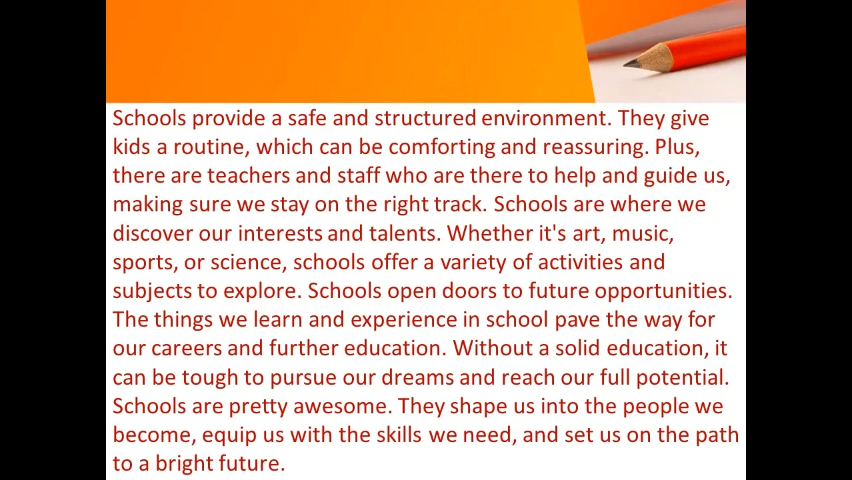 Schools provide a safe and structured environment. They give
kids a routine, which can be comforting and reassuring. Plus,
there are teachers and staff who are there to help and guide us,
making sure we stay on the right track. Schools are where we
discover our interests and talents. Whether it's art, music,
sports, or science, schools offer a variety of activities and
subjects to explore. Schools open doors to future opportunities.
The things we learn and experience in school pave the way for
our careers and further education. Without a solid education, it
can be tough to pursue our dreams and reach our full potential.
Schools are pretty awesome. They shape us into the people we
become, equip us with the skills we need, and set us on the path
to a bright future.